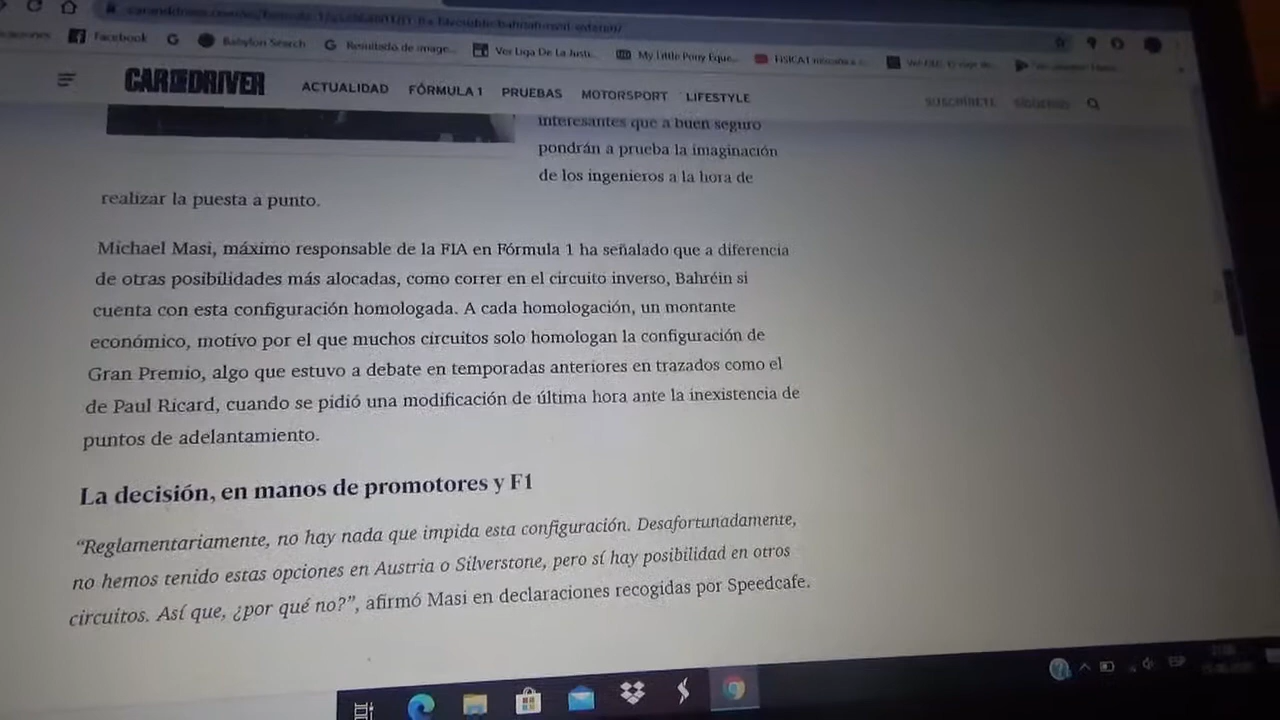 Facebook
Babylon Search
Resultado de image...
Ver Liga De La Justi...
My Little Pony Eque...
CAR AND DRIVER
ACTUALIDAD FÓRMULA 1 PRUEBAS MOTORSPORT LIFESTYLE
SUSCRÍBETE
interesantes que a buen seguro
pondrán a prueba la imaginación
de los ingenieros a la hora de
realizar la puesta a punto.
Michael Masi, máximo responsable de la FIA en Fórmula 1 ha señalado que a diferencia
de otras posibilidades más alocadas, como correr en el circuito inverso, Bahréin si
cuenta con esta configuración homologada. A cada homologación, un montante
económico, motivo por el que muchos circuitos solo homologan la configuración de
Gran Premio, algo que estuvo a debate en temporadas anteriores en trazados como el
de Paul Ricard, cuando se pidió una modificación de última hora ante la inexistencia de
puntos de adelantamiento.
La decisión, en manos de promotores y F1
“Reglamentariamente, no hay nada que impida esta configuración. Desafortunadamente,
no hemos tenido estas opciones en Austria o Silverstone, pero sí hay posibilidad en otros
circuitos. Así que, ¿por qué no?”, afirmó Masi en declaraciones recogidas por Speedcafe.